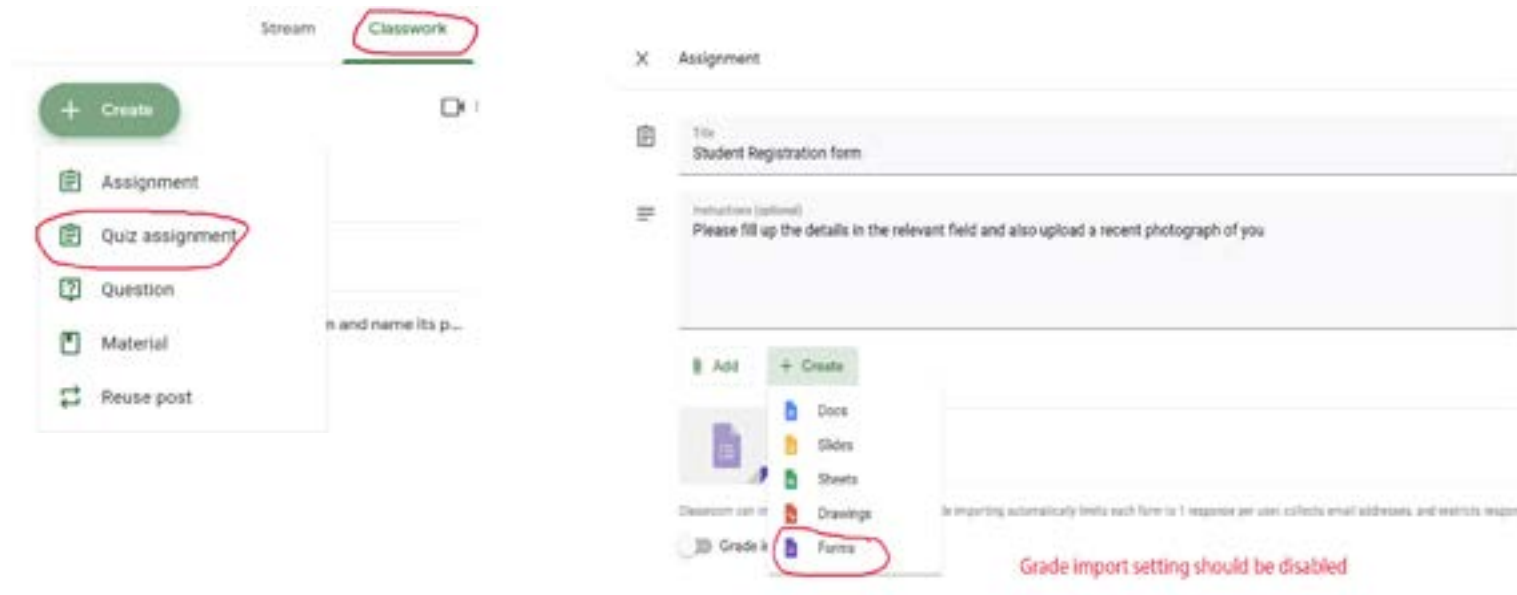 Stream Classwork
+ Create
Assignment
Quiz assignment
Question
Material
Reuse post
n and name its p...
X Assignment
Title
Student Registration form
Instructions (optional)
Please fill up the details in the relevant field and also upload a recent photograph of you
Add + Create
Docs
Slides
Sheets
Drawings
Forms
Classroom can
importing automatically limits each form to 1 response per user, collects email addresses, and restricts respon
Grade i
Grade import setting should be disabled